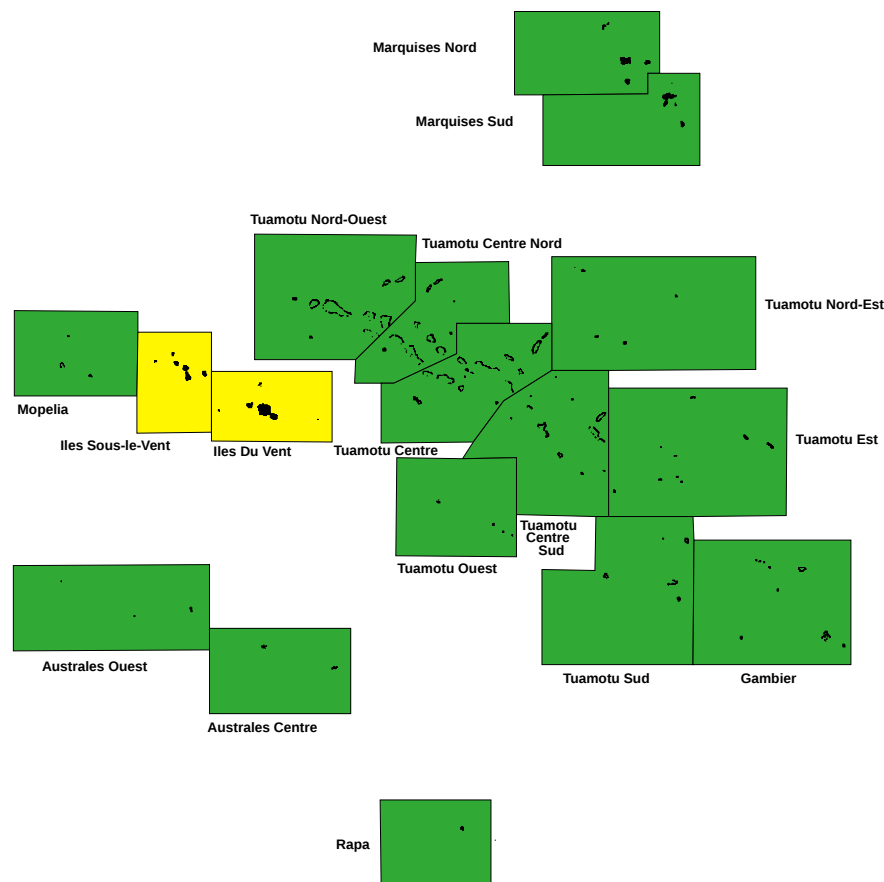 Marquises Nord
Marquises Sud
Tuamotu Nord-Ouest
Tuamotu Centre Nord
Tuamotu Nord-Est
Mopelia
Iles Sous-le-Vent
Iles Du Vent
Tuamotu Centre
Tuamotu Est
Tuamotu
Centre
Sud
Tuamotu Ouest
Australes Ouest
Tuamotu Sud
Gambier
Australes Centre
Rapa